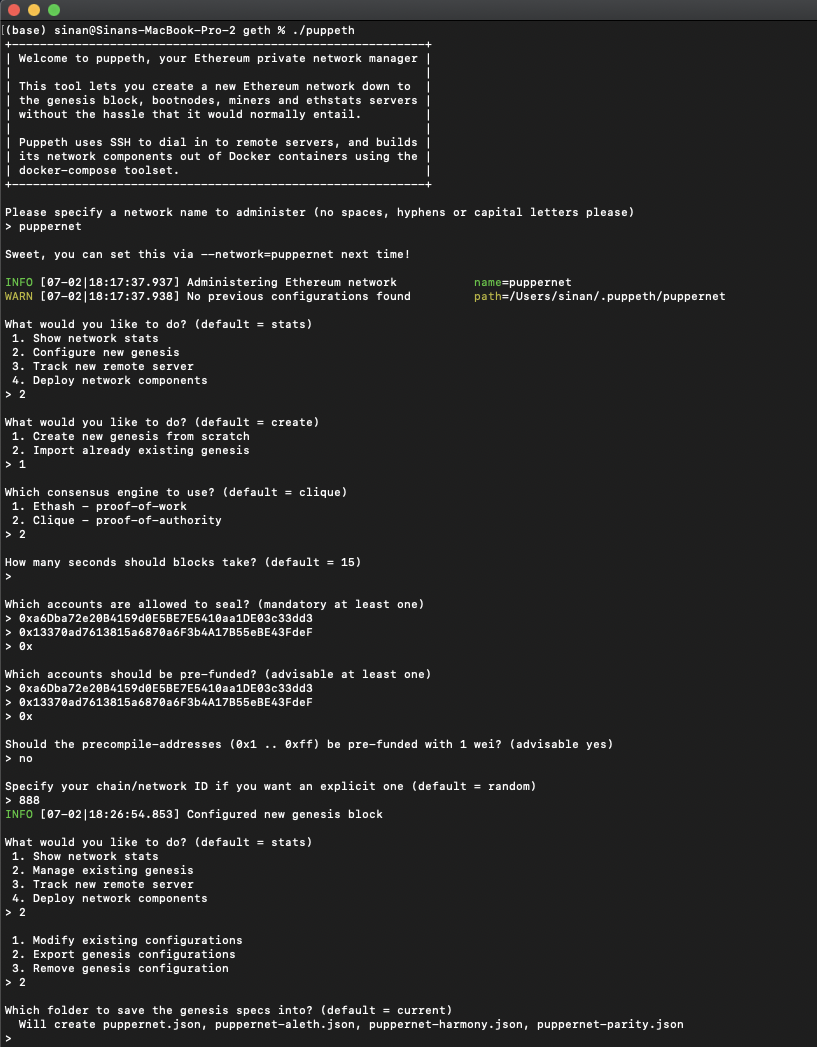 (base) sinan@Sinans-MacBook-Pro-2 geth % ./puppeth
+-----------------------------------------------------------+
| Welcome to puppeth, your Ethereum private network manager |
|                                                           |
| This tool lets you create a new Ethereum network down to  |
| the genesis block, bootnodes, miners and ethstats servers |
| without the hassle that it would normally entail.         |
|                                                           |
| Puppeth uses SSH to dial in to remote servers, and builds |
| its network components out of Docker containers using the |
| docker-compose toolset.                                   |
+-----------------------------------------------------------+
Please specify a network name to administer (no spaces, hyphens or capital letters please)
> puppernet
Sweet, you can set this via --network=puppernet next time!
INFO [07-02|18:17:37.937] Administering Ethereum network           name=puppernet
WARN [07-02|18:17:37.938] No previous configurations found         path=/Users/sinan/.puppeth/puppernet
What would you like to do? (default = stats)
 1. Show network stats
 2. Configure new genesis
 3. Track new remote server
 4. Deploy network components
> 2
What would you like to do? (default = create)
 1. Create new genesis from scratch
 2. Import already existing genesis
> 1
Which consensus engine to use? (default = clique)
 1. Ethash - proof-of-work
 2. Clique - proof-of-authority
> 2
How many seconds should blocks take? (default = 15)
>
Which accounts are allowed to seal? (mandatory at least one)
> 0xa6Dba72e20B4159d0E5BE7E5410aa1DE03c33dd3
> 0x13370ad7613815a6870a6F3b4A17B55eBE43FdeF
> 0x
Which accounts should be pre-funded? (advisable at least one)
> 0xa6Dba72e20B4159d0E5BE7E5410aa1DE03c33dd3
> 0x13370ad7613815a6870a6F3b4A17B55eBE43FdeF
> 0x
Should the precompile-addresses (0x1 .. 0xff) be pre-funded with 1 wei? (advisable yes)
> no
Specify your chain/network ID if you want an explicit one (default = random)
> 888
INFO [07-02|18:26:54.853] Configured new genesis block
What would you like to do? (default = stats)
 1. Show network stats
 2. Manage existing genesis
 3. Track new remote server
 4. Deploy network components
> 2
 1. Modify existing configurations
 2. Export genesis configurations
 3. Remove genesis configuration
> 2
Which folder to save the genesis specs into? (default = current)
  Will create puppernet.json, puppernet-aleth.json, puppernet-harmony.json, puppernet-parity.json
>